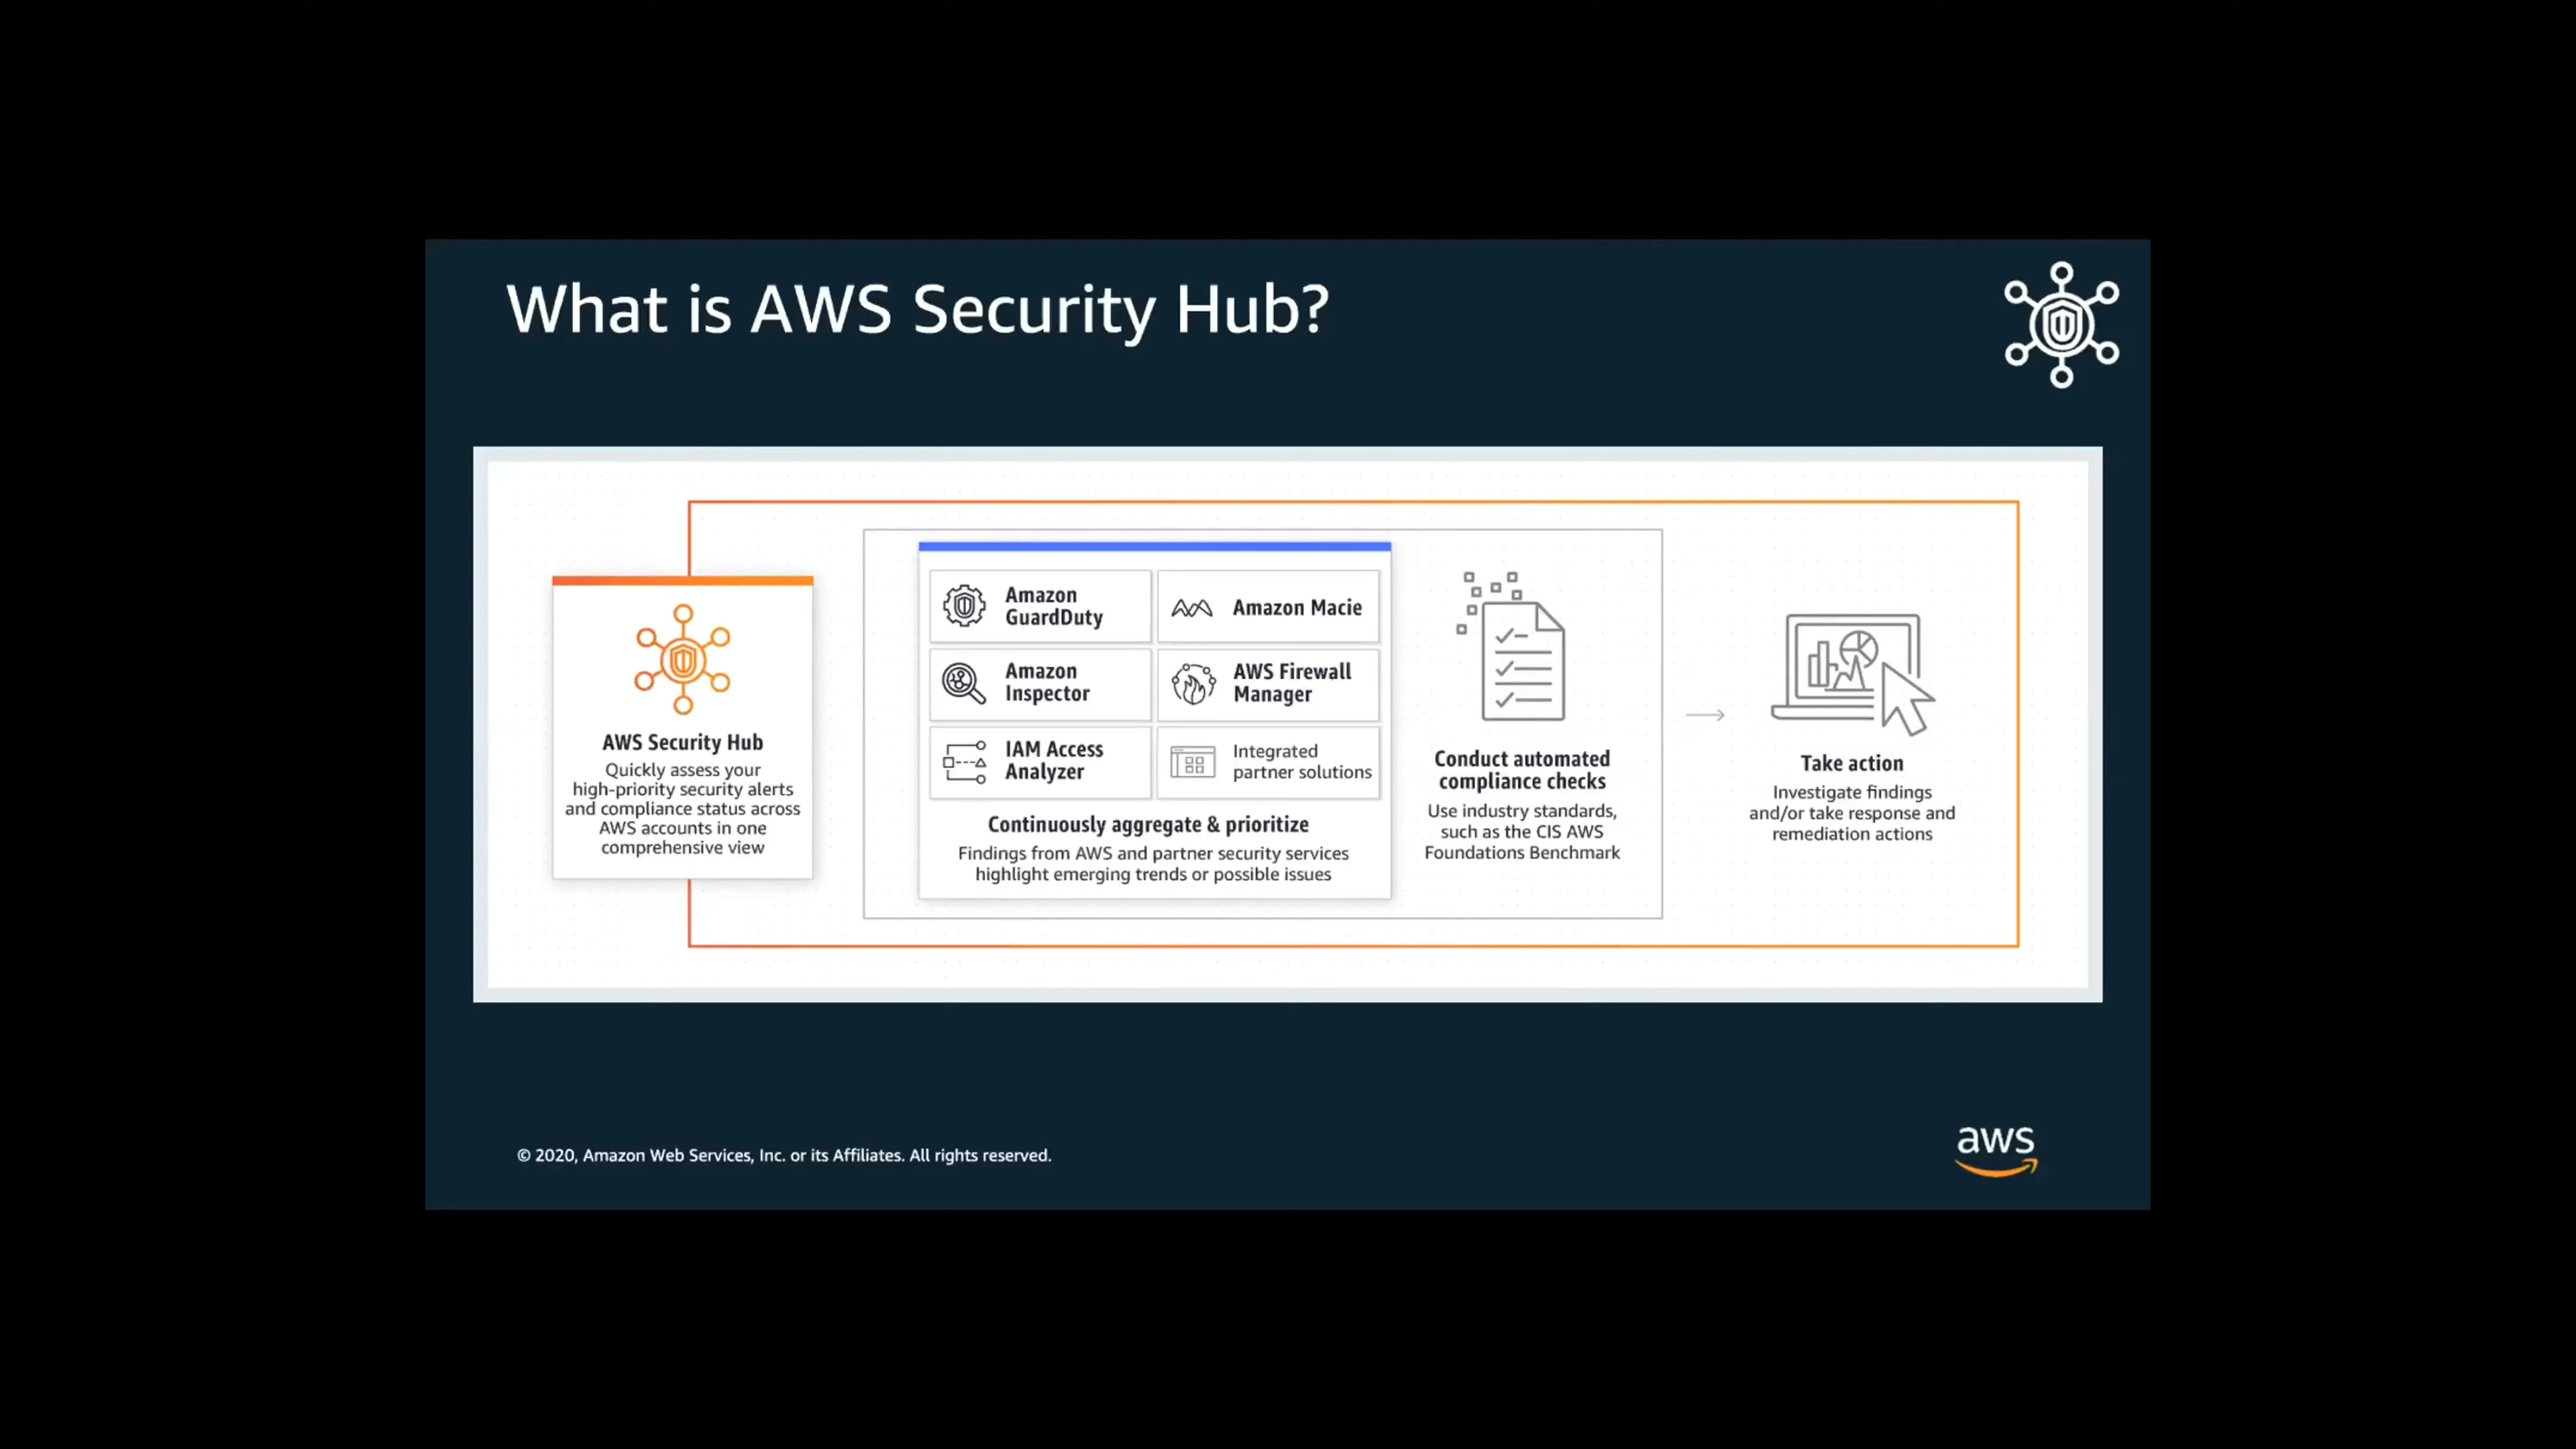 What is AWS Security Hub?
AWS Security Hub
Quickly assess your
high-priority security alerts
and compliance status across
AWS accounts in one
comprehensive view
Amazon
GuardDuty
Amazon Macie
Amazon
Inspector
AWS Firewall
Manager
IAM Access
Analyzer
Integrated
partner solutions
Continuously aggregate & prioritize
Findings from AWS and partner security services
highlight emerging trends or possible issues
Conduct automated
compliance checks
Use industry standards,
such as the CIS AWS
Foundations Benchmark
Take action
Investigate findings
and/or take response and
remediation actions
© 2020, Amazon Web Services, Inc. or its Affiliates. All rights reserved.
aws